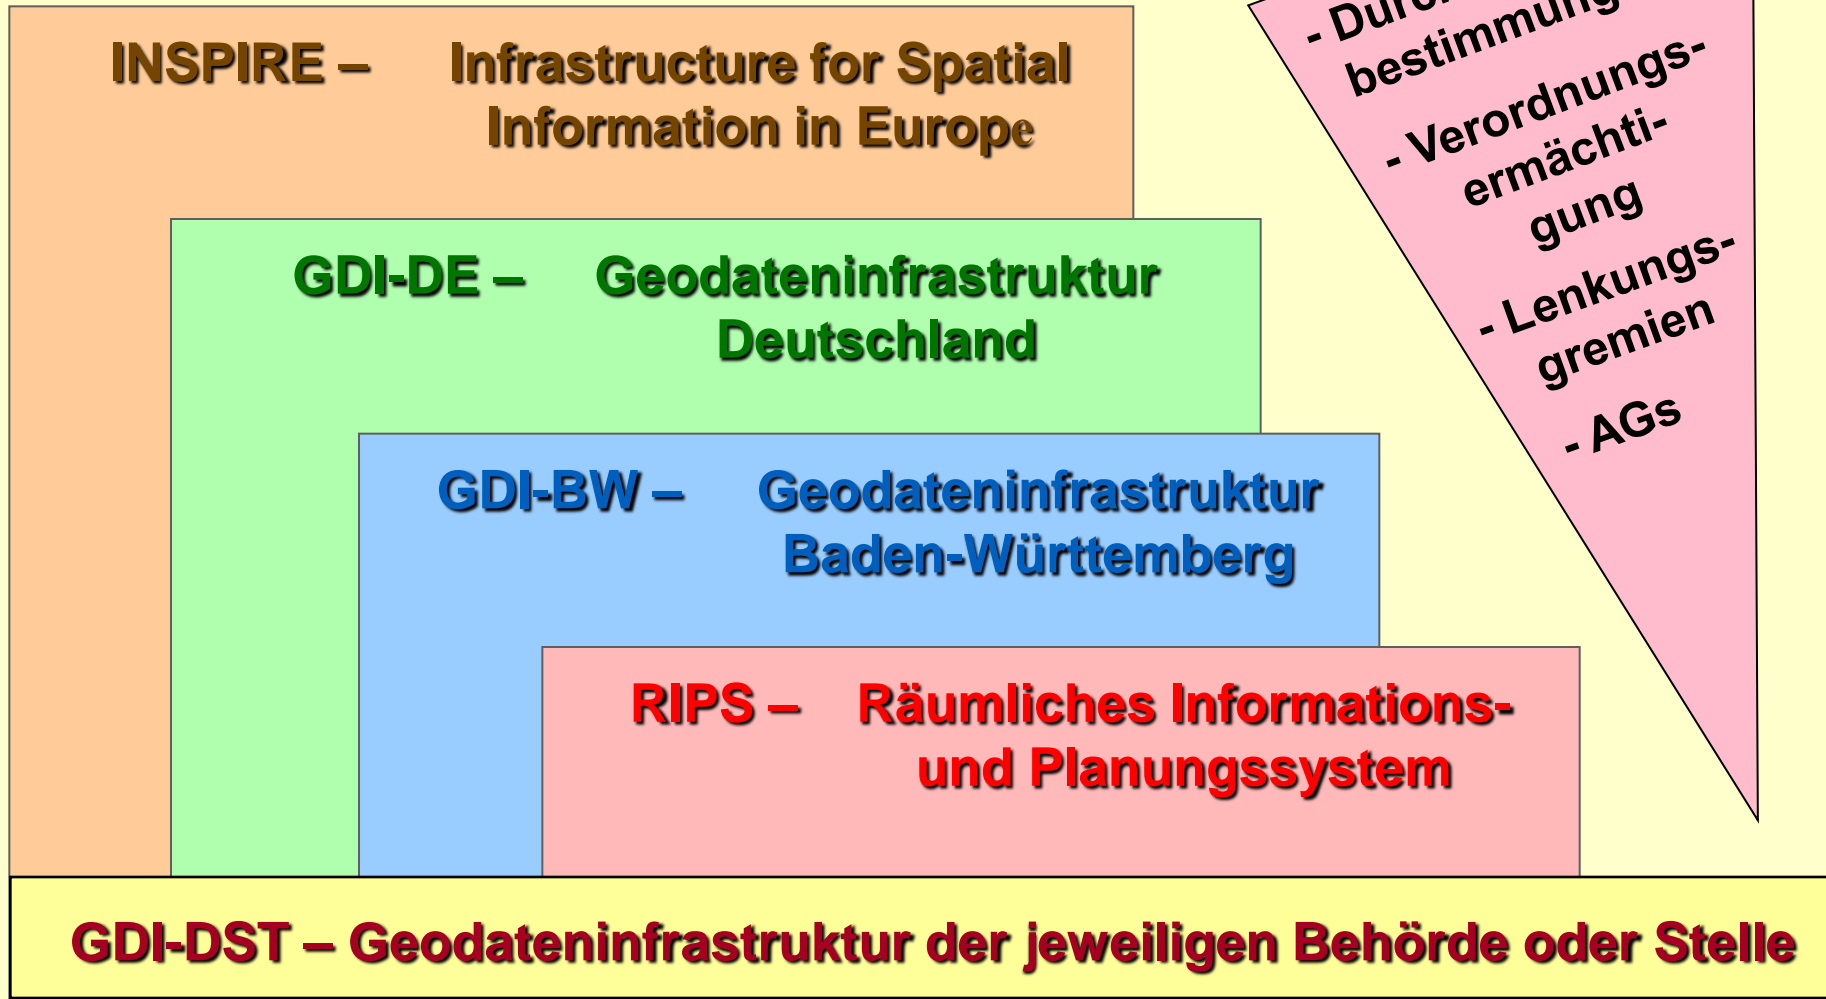 INSPIRE – Infrastructure for Spatial
Information in Europe
GDI-DE – Geodateninfrastruktur
Deutschland
GDI-BW – Geodateninfrastruktur
Baden-Württemberg
RIPS – Räumliches Informations-
und Planungssystem
GDI-DST – Geodateninfrastruktur der jeweiligen Behörde oder Stelle
-
bestimmung
- Verordnungs-
ermächti-
gung
- Lenkungs-
gremien
- AGs